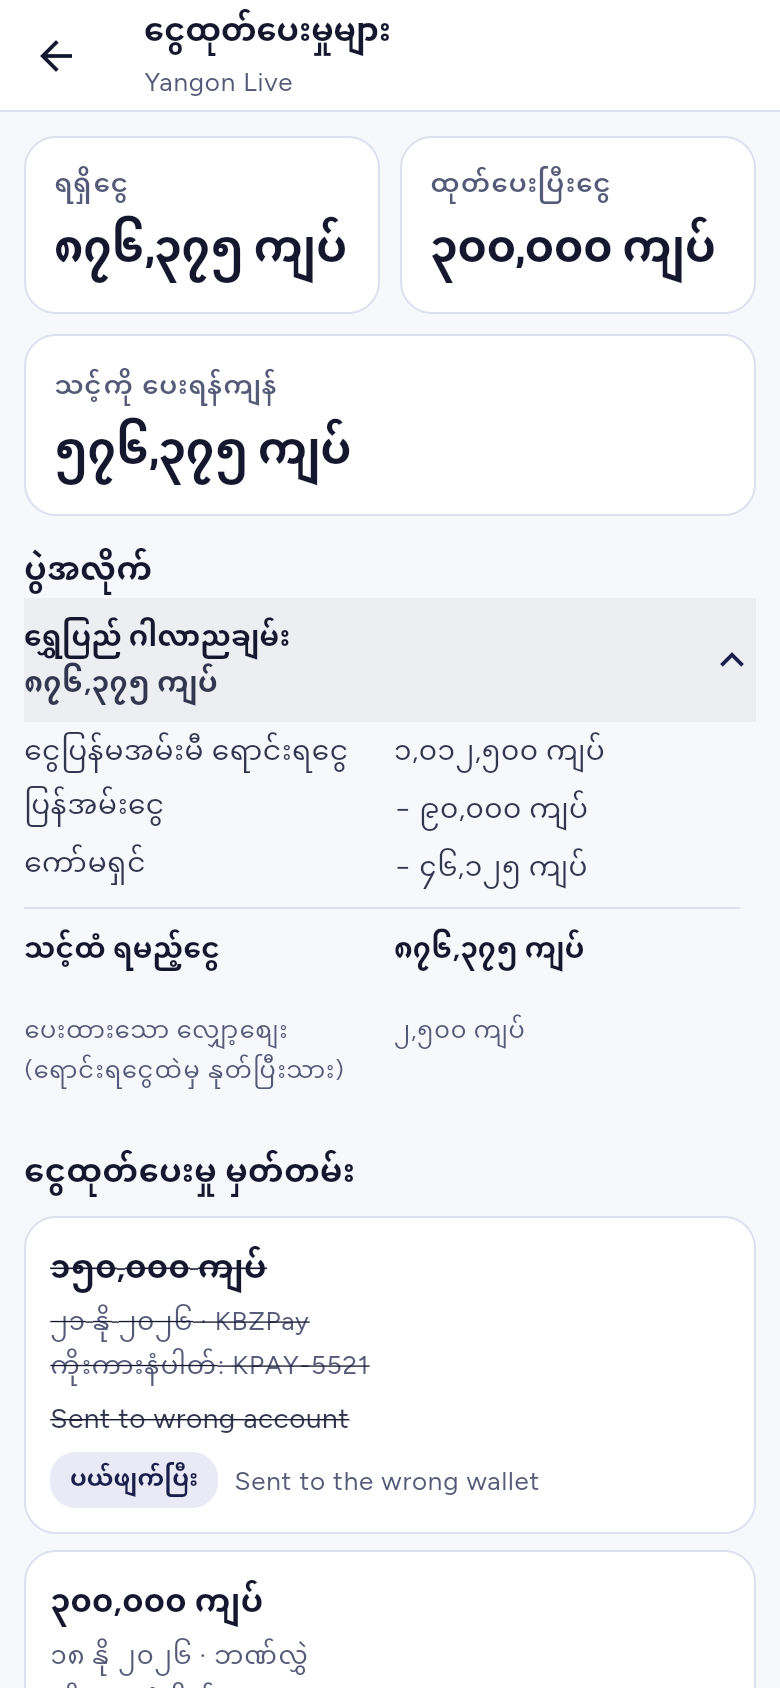 ငွေထုတ်ပေးမှုများ
Yangon Live
ရရှိငွေ
၈၇၆,၃၇၅ ကျပ်
ထုတ်ပေးပြီးငွေ
၃၀၀,၀၀၀ ကျပ်
သင့်ကို ပေးရန်ကျန်
၅၇၆,၃၇၅ ကျပ်
ပွဲအလိုက်
ရွှေပြည် ဂါလာညချမ်း
၈၇၆,၃၇၅ ကျပ်
ငွေပြန်မအမ်းမီ ရောင်းရငွေ ၁,၀၁၂,၅၀၀ ကျပ်
ပြန်အမ်းငွေ - ၉၀,၀၀၀ ကျပ်
ကော်မရှင် - ၄၆,၁၂၅ ကျပ်
သင့်ထံ ရမည့်ငွေ ၈၇၆,၃၇၅ ကျပ်
ပေးထားသော လျှော့စျေး ၂,၅၀၀ ကျပ်
(ရောင်းရငွေထဲမှ နုတ်ပြီးသား)
ငွေထုတ်ပေးမှု မှတ်တမ်း
၁၅၀,၀၀၀ ကျပ်
၂၁ နို ၂၀၂၆ · KBZPay
ကိုးကားနံပါတ်: KPAY-5521
Sent to wrong account
ပယ်ဖျက်ပြီး Sent to the wrong wallet
၃၀၀,၀၀၀ ကျပ်
၁၈ နို ၂၀၂၆ · ဘဏ်လွှဲ